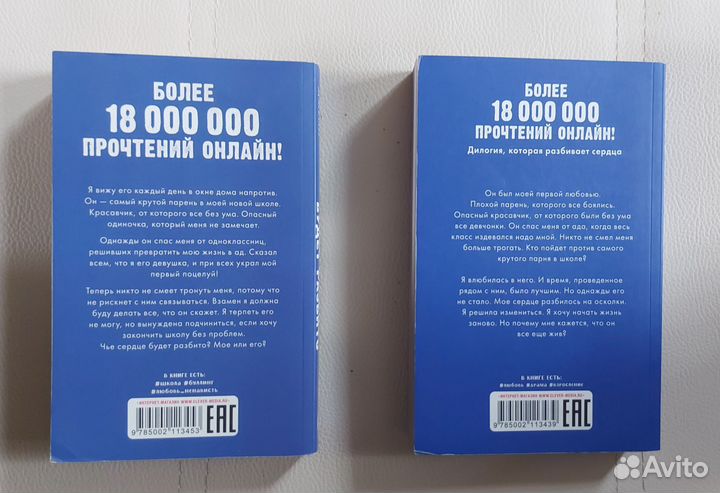 БОЛЕЕ
18 000 000
ПРОЧТЕНИЙ ОНЛАЙН!
Я вижу его каждый день в окне дома напротив.
Он — самый крутой парень в моей новой школе.
Красавчик, от которого все без ума. Опасный
одиночка, который меня не замечает.
Однажды он спас меня от одноклассниц,
решивших превратить мою жизнь в ад. Сказал
всем, что я его девушка, и при всех украл мой
первый поцелуй!
Теперь никто не смеет тронуть меня, потому что
не рискнет с ним связываться. Взамен я должна
буду делать все, что он скажет. Я терпеть его
не могу, но вынуждена подчиниться, если хочу
закончить школу без проблем.
Чье сердце будет разбито? Мое или его?
В КНИГЕ ЕСТЬ:
#школа #буллинг
#любовь_ненависть
«ИНТЕРНЕТ-МАГАЗИН WWW.CLEVER-MEDIA.RU»
9 785002 113453
EAC
БОЛЕЕ
18 000 000
ПРОЧТЕНИЙ ОНЛАЙН!
Дилогия, которая разбивает сердца
Он был моей первой любовью.
Плохой парень, которого все боялись.
Опасный красавчик, от которого были без ума
все девчонки. Он спас меня от ада, когда весь
класс издевался надо мной. Никто не смел меня
больше трогать. Кто пойдет против самого
крутого парня в школе?
Я влюбилась в него. И время, проведенное
рядом с ним, было лучшим. Но однажды его
не стало. Мое сердце разбилось на осколки.
Я решила измениться. Я хочу начать жизнь
заново. Но почему мне кажется, что он
все еще жив?
В КНИГЕ ЕСТЬ:
#любовь #драма #взросление
«ИНТЕРНЕТ-МАГАЗИН WWW.CLEVER-MEDIA.RU»
9 785002 113439
EAC
Avito